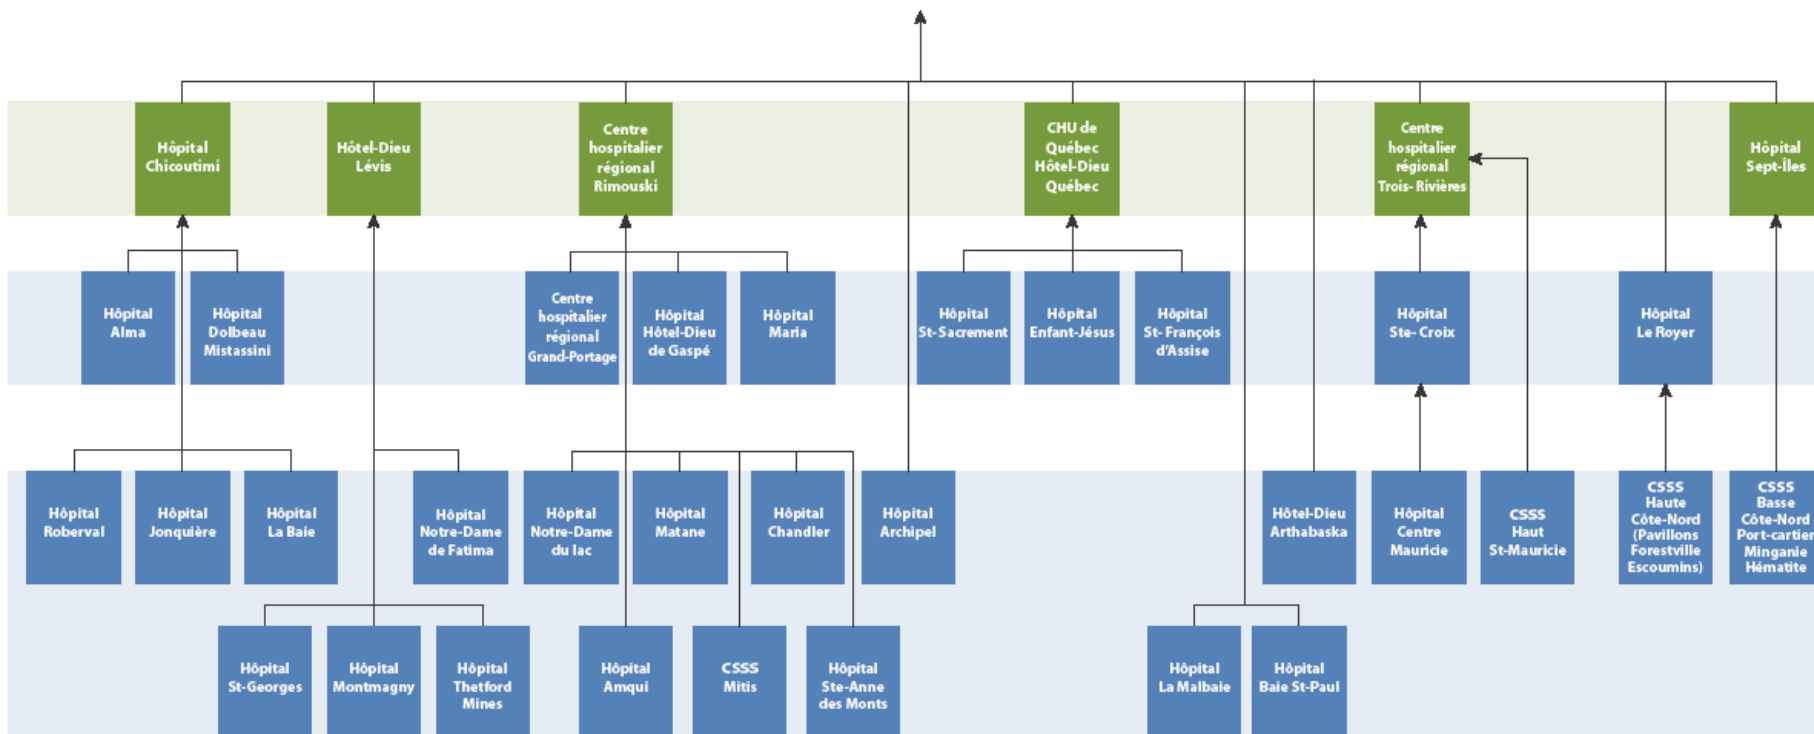 Hôpital
Chicoutimi
Hôtel-Dieu
Lévis
Centre
hospitalier
régional
Rimouski
CHU de
Québec
Hôtel-Dieu
Québec
Centre
hospitalier
régional
Trois- Rivières
Hôpital
Sept-Îles
Hôpital
Alma
Hôpital
Dolbeau
Mistassini
Centre
hospitalier
régional
Grand-Portage
Hôpital
Hôtel-Dieu
de Gaspé
Hôpital
Maria
Hôpital
St-Sacrement
Hôpital
Enfant-Jésus
Hôpital
St- François
d'Assise
Hôpital
Ste- Croix
Hôpital
Le Royer
Hôpital
Roberval
Hôpital
Jonquière
Hôpital
La Baie
Hôpital
Notre-Dame
de Fatima
Hôpital
Notre-Dame
du lac
Hôpital
Matane
Hôpital
Chandler
Hôpital
Archipel
Hôtel-Dieu
Arthabaska
Hôpital
Centre
Mauricie
CSSS
Haut
St-Mauricie
CSSS
Haute
Côte-Nord
(Pavillons
Forestville
Escoumins)
CSSS
Basse
Côte-Nord
Port-cartier
Minganie
Hématite
Hôpital
St-Georges
Hôpital
Montmagny
Hôpital
Thetford
Mines
Hôpital
Amqui
CSSS
Mitis
Hôpital
Ste-Anne
des Monts
Hôpital
La Malbaie
Hôpital
Baie St-Paul